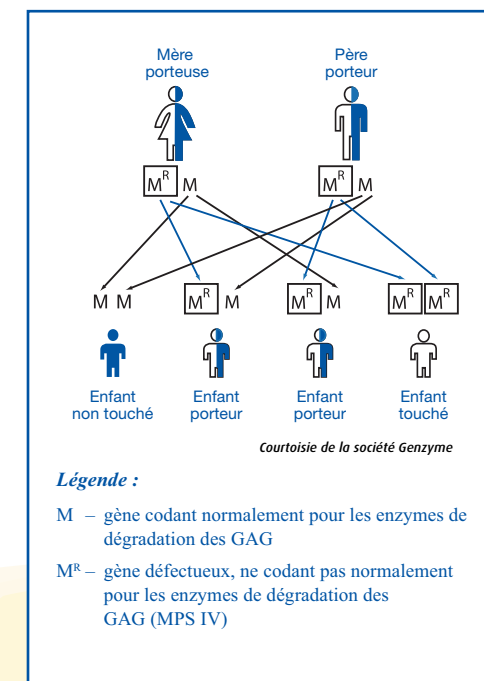 Mère Père
porteuse porteur
Mᴿ M Mᴿ M
M M Mᴿ M Mᴿ M Mᴿ Mᴿ
Enfant Enfant Enfant Enfant
non touché porteur porteur touché
Courtoisie de la société Genzyme
Légende :
M – gène codant normalement pour les enzymes de
dégradation des GAG
Mᴿ – gène défectueux, ne codant pas normalement
pour les enzymes de dégradation des
GAG (MPS IV)